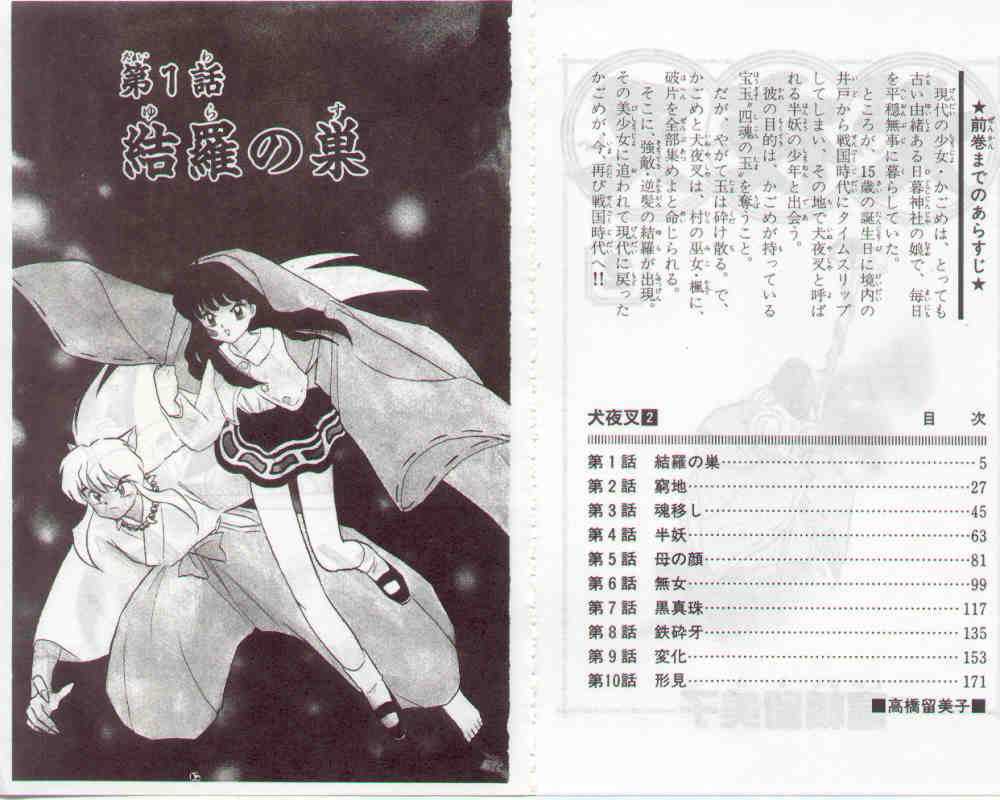 ★前巻までのあらすじ★
現代の少女・かごめは、とっても
古い由緒ある日暮神社の娘で、毎日
を平穏無事に暮らしていた。
ところが、15歳の誕生日に境内の
井戸から戦国時代にタイムスリップ
してしまい、その地で犬夜叉と呼ば
れる半妖の少年と出会う。
彼の目的は、かごめが持っている
宝玉〝四魂の玉〟を奪うこと。
だが、やがて玉は砕け散る。で、
かごめと犬夜叉は、村の巫女・楓に、
破片を全部集めよと命じられる。
そこに、強敵・逆髪の結羅が出現。
その美少女に追われて現代に戻った
かごめが、今、再び戦国時代へ!!
犬夜叉2 目次
第1話 結羅の巣……5
第2話 窮地……27
第3話 魂移し……45
第4話 半妖……63
第5話 母の顔……81
第6話 無女……99
第7話 黒真珠……117
第8話 鉄砕牙……135
第9話 変化……153
第10話 形見……171
■高橋留美子■
第1話
結羅の巣